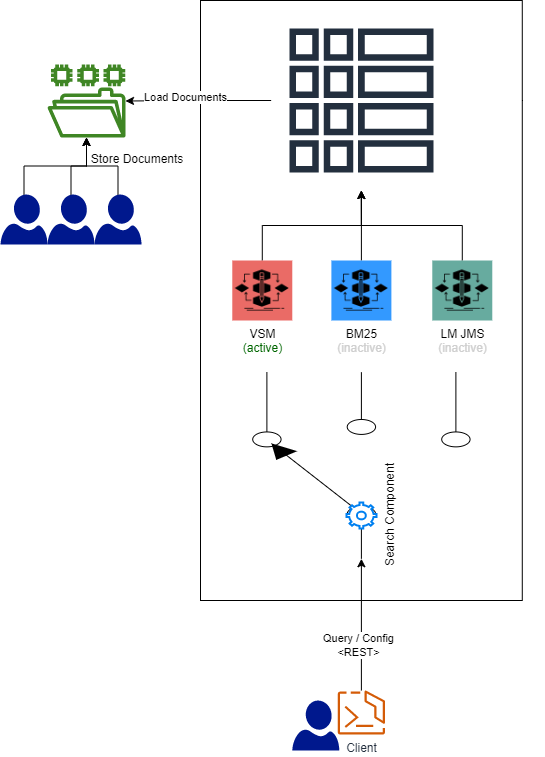 Load Documents
Store Documents
VSM
(active)
BM25
(inactive)
LM JMS
(inactive)
Search Component
Query / Config
<REST>
Client